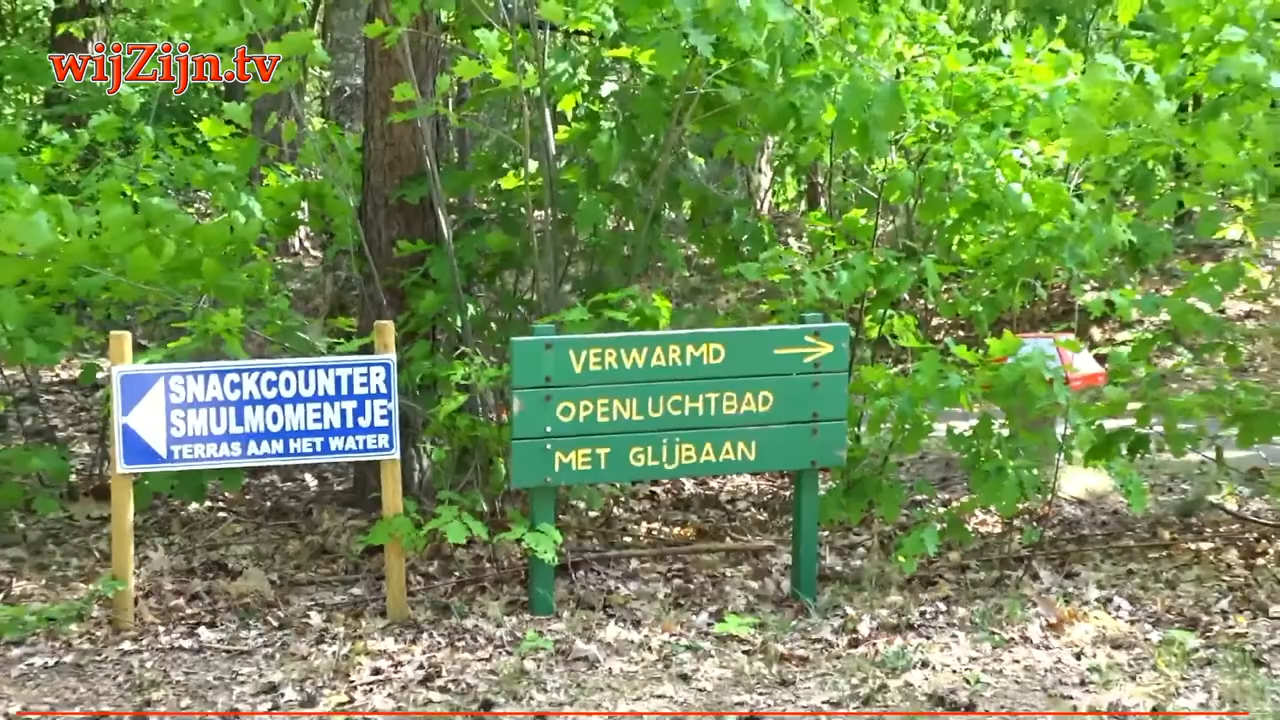 wijZijn.tv
SNACKCOUNTER
SMULMOMENTJE
TERRAS AAN HET WATER
VERWARMD
OPENLUCHTBAD
MET GLIJBAAN